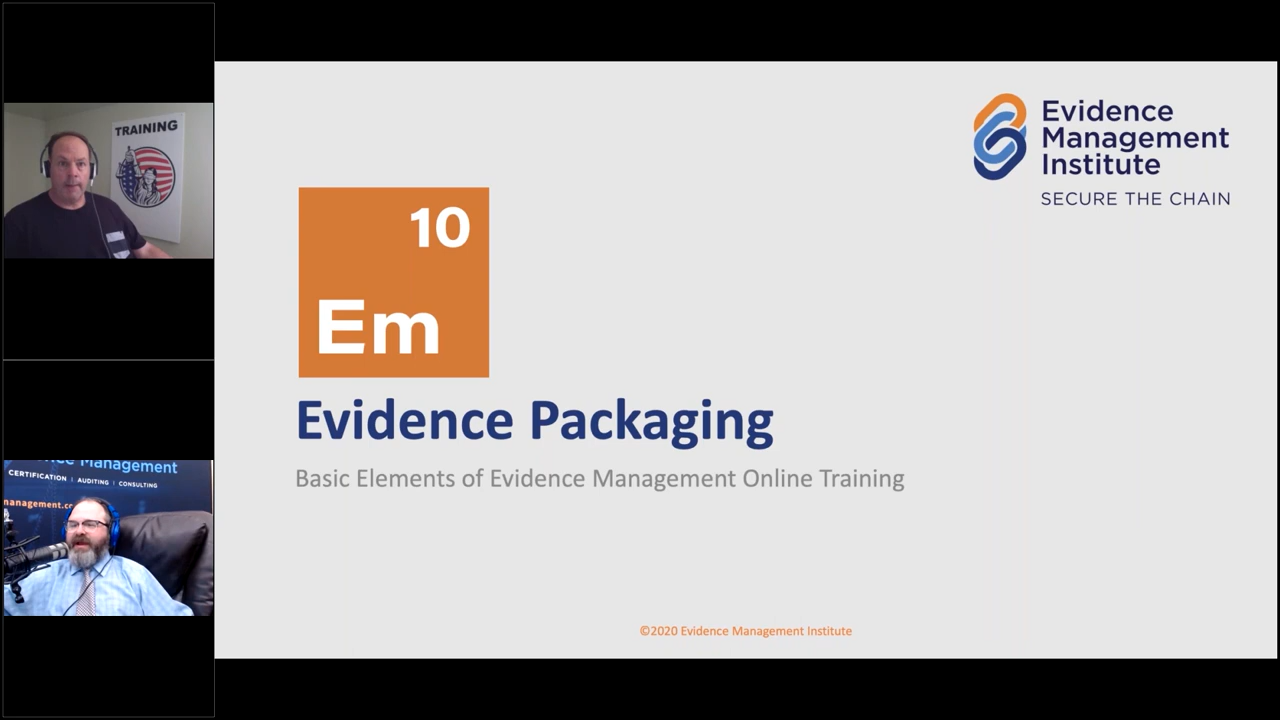 TRAINING
Management
CERTIFICATION | AUDITING | CONSULTING
Evidence
Management
Institute
SECURE THE CHAIN
10
Em
Evidence Packaging
Basic Elements of Evidence Management Online Training
©2020 Evidence Management Institute